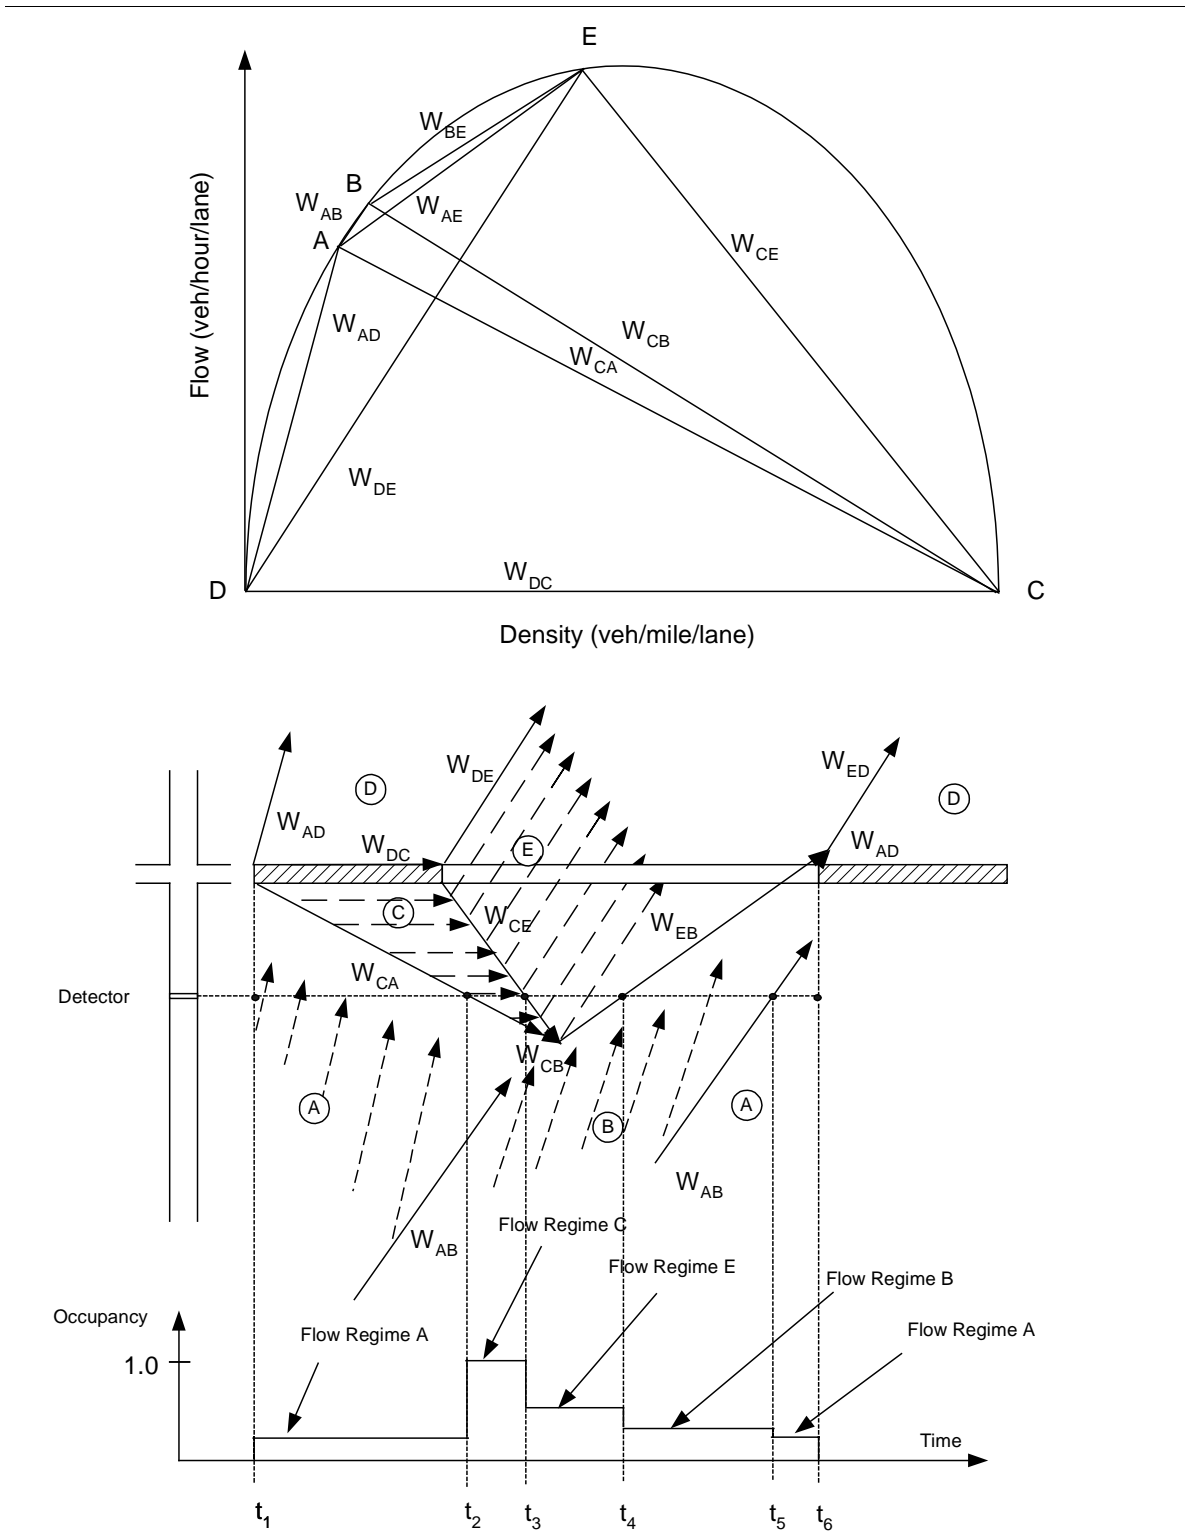 E
W_BE
B
W_AB
W_AE
A
W_CE
Flow (veh/hour/lane)
W_AD
W_CB
W_CA
W_DE
W_DC
D
C
Density (veh/mile/lane)
W_DE
W_ED
D
D
W_AD
W_DC
E
W_AD
C
W_CE
W_EB
W_CA
Detector
W_CB
A
A
B
W_AB
Flow Regime C
W_AB
Flow Regime E
Flow Regime B
Occupancy
Flow Regime A
Flow Regime A
1.0
Time
t_1
t_2
t_3
t_4
t_5
t_6